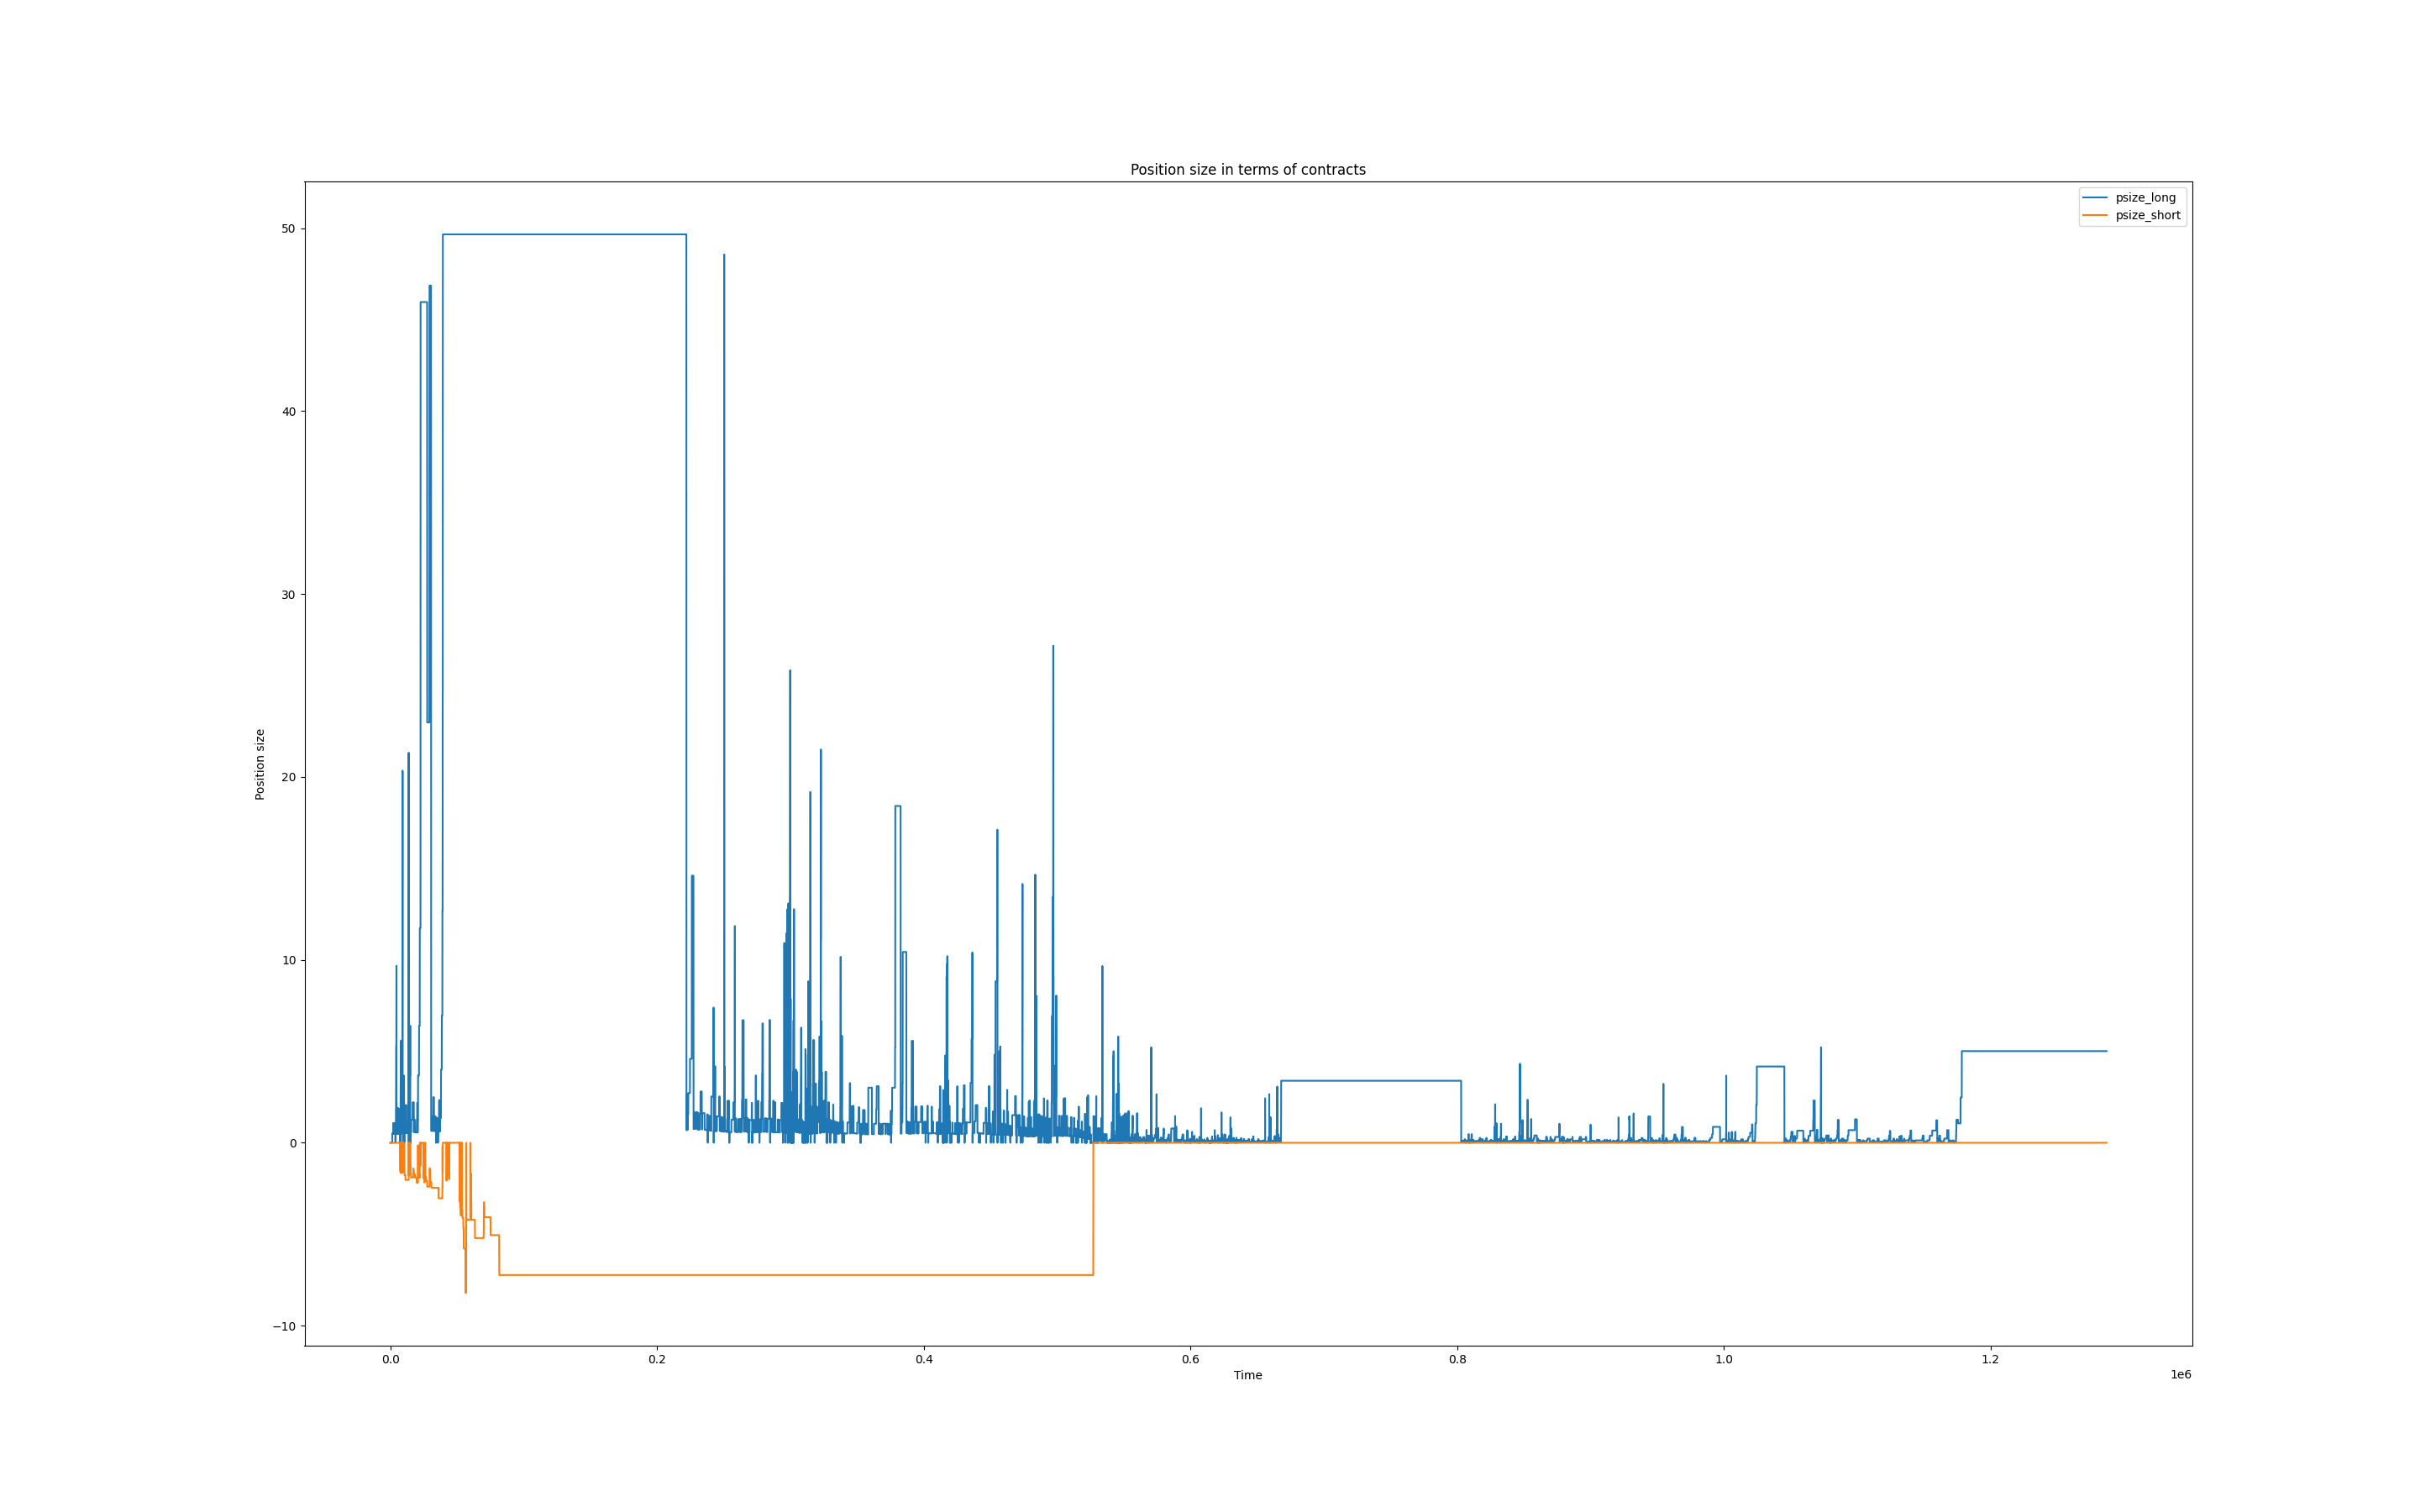 Position size in terms of contracts
psize_long
psize_short
50
40
30
20
10
0
−10
Position size
0.0 0.2 0.4 0.6 0.8 1.0 1.2
Time
1e6